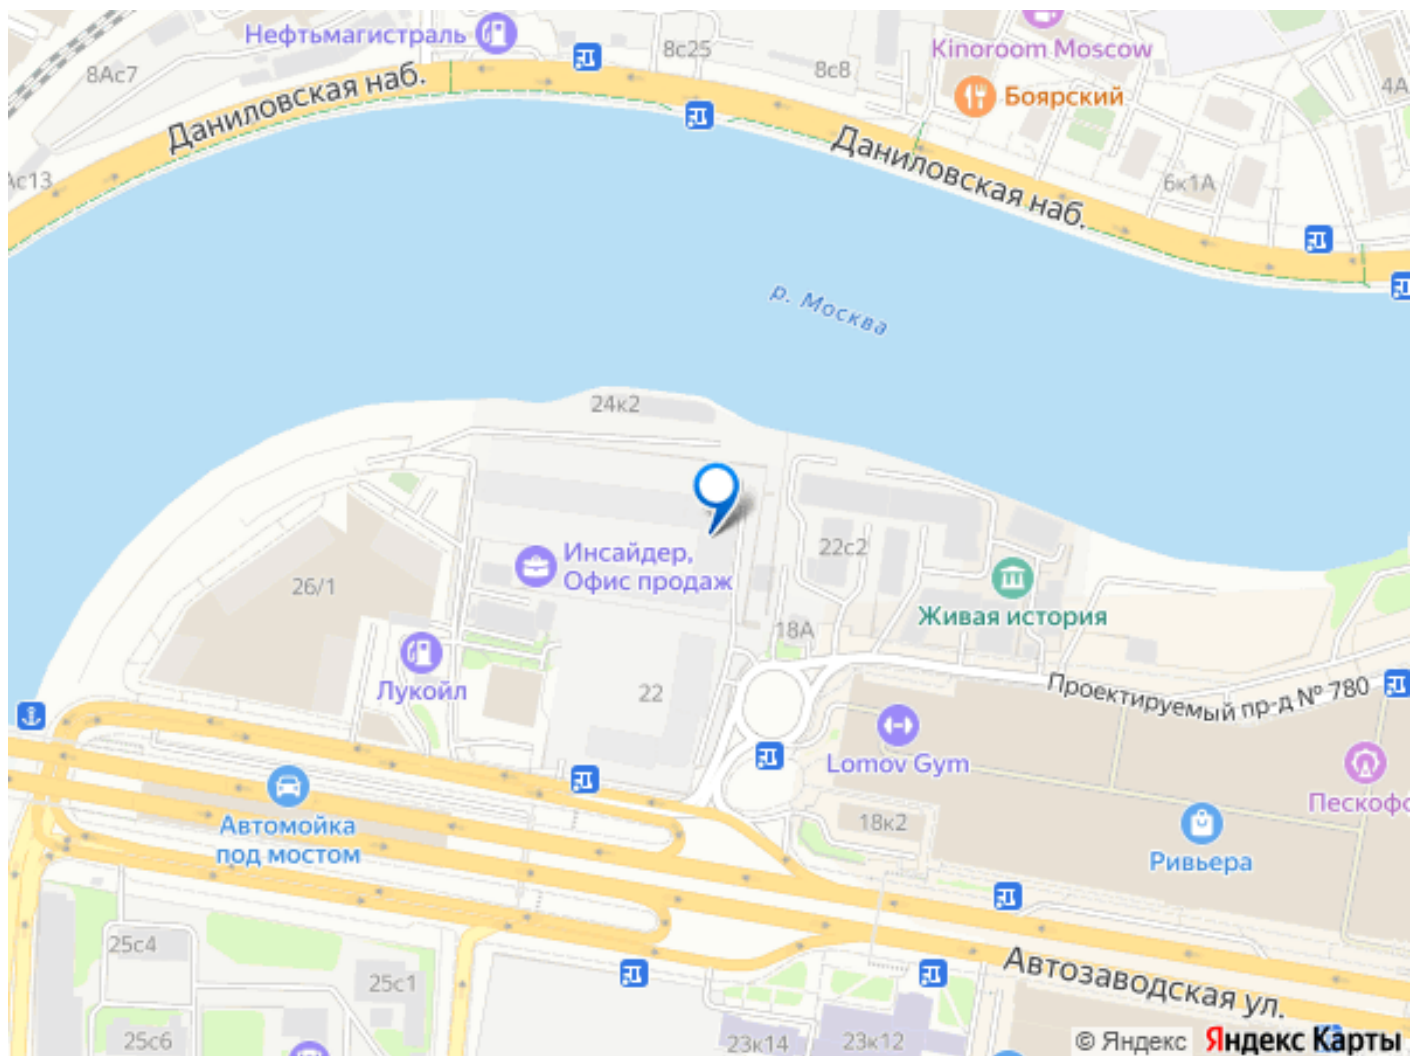 Нефтьмагистраль
8с25
Kinoroom Moscow
8Ас7
8с8
4А
Боярский
Даниловская наб.
Даниловская наб.
Ас13
6к1А
р. Москва
24к2
Инсайдер,
Офис продаж
22с2
26/1
Живая история
18А
Лукойл
22
Проектируемый пр-д № 780
Lomov Gym
Пескофо
Автомойка
под мостом
18к2
Ривьера
25с4
25с1
Автозаводская ул.
25с6
23к14
23к12
© Яндекс
Яндекс Карты